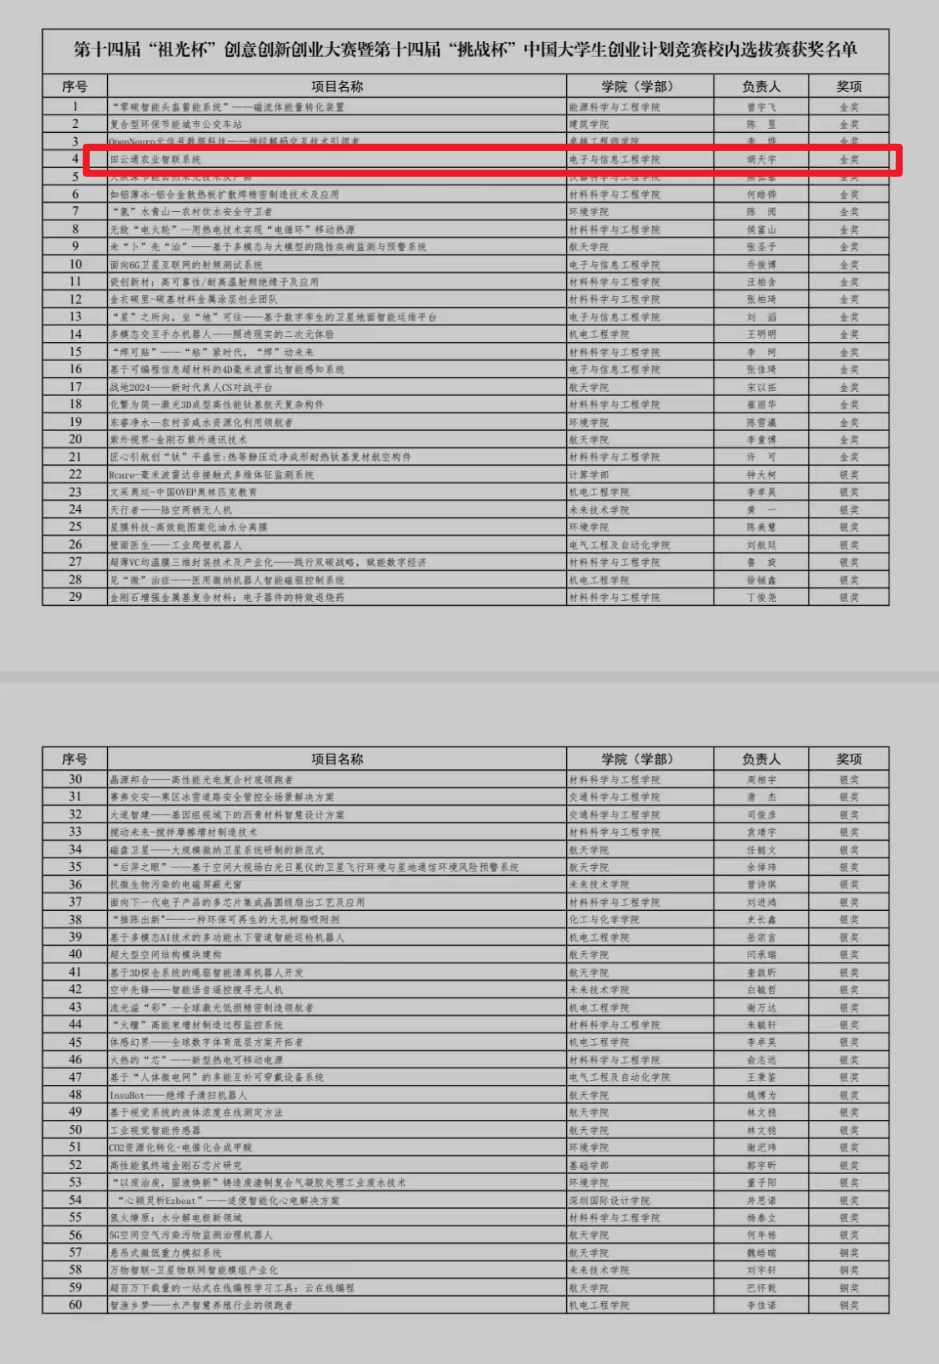 第十四届“祖光杯”创意创新创业大赛暨第十四届“挑战杯”中国大学生创业计划竞赛校内选拔赛获奖名单
序号 项目名称 学院（学部） 负责人 奖项
1 “零碳智能头盔蓄能系统”——磁流体能量转化装置 能源科学与工程学院 曾宇飞 金奖
2 复合型环保节能城市公交车站 建筑学院 陈 昱 金奖
3 OpenNeuro元信号数据科技——神经解码交互技术引领者 卓越工程师学院 李 烨 金奖
4 田云通农业智联系统 电子与信息工程学院 胡天宇 金奖
5 金奖
6 如铝薄冰-铝合金散热板扩散焊精密制造技术及应用 材料科学与工程学院 何皓铧 金奖
7 “氟”水青山—农村饮水安全守卫者 环境学院 陈 阅 金奖
8 无敌“电火轮”—用热电技术实现“电循环”移动热源 材料科学与工程学院 侯富山 金奖
9 未“卜”先“治”——基于多模态与大模型的隐性疾病监测与预警系统 航天学院 张圣予 金奖
10 面向6G卫星互联网的射频测试系统 电子与信息工程学院 乔俊博 金奖
11 瓷创新材：高可靠性/耐高温射频绝缘子及应用 材料科学与工程学院 汪柏含 金奖
12 金衣碳里-碳基材料金属涂层创业团队 材料科学与工程学院 张柏琦 金奖
13 “星”之所向，坐“地”可往——基于数字孪生的卫星地面智能运维平台 电子与信息工程学院 刘 滔 金奖
14 多模态交互手办机器人——照进现实的二次元体验 机电工程学院 王明明 金奖
15 “焊可贴”——“粘”紧时代，“焊”动未来 材料科学与工程学院 李 珂 金奖
16 基于可编程信息超材料的4D毫米波雷达智能感知系统 电子与信息工程学院 张佳琦 金奖
17 战地2024——新时代真人CS对战平台 航天学院 宋以拓 金奖
18 化繁为简—激光3D成型高性能钛基航天复杂构件 材料科学与工程学院 崔丽华 金奖
19 东睿净水—农村苦咸水资源化利用领航者 环境学院 陈雪瀛 金奖
20 紫外视界-金刚石紫外通讯技术 航天学院 李童博 金奖
21 匠心引航创“钛”平盛世:热等静压近净成形耐热钛基复材航空构件 材料科学与工程学院 许 可 金奖
22 Rcare-毫米波雷达非接触式多维体征监测系统 计算学部 钟大柯 银奖
23 文采奥运-中国OVEP奥林匹克教育 机电工程学院 李卓昊 银奖
24 天行者——陆空两栖无人机 未来技术学院 黄 一 银奖
25 星膜科技-高效能图案化油水分离膜 环境学院 陈美慧 银奖
26 壁面医生——工业爬壁机器人 电气工程及自动化学院 刘航廷 银奖
27 超薄VC均温膜三维封装技术及产业化——践行双碳战略，赋能数字经济 材料科学与工程学院 鲁 旋 银奖
28 见“微”治症——医用微纳机器人智能磁驱控制系统 机电工程学院 徐铖鑫 银奖
29 金刚石增强金属基复合材料：电子器件的特效退烧药 材料科学与工程学院 丁俊尧 银奖
序号 项目名称 学院（学部） 负责人 奖项
30 晶源邦合——高性能光电复合衬底领跑者 材料科学与工程学院 周相宇 银奖
31 赛弗交安—寒区冰雪道路安全管控全场景解决方案 交通科学与工程学院 唐 杰 银奖
32 大道智建——基因组视域下的沥青材料智慧设计方案 交通科学与工程学院 司俊彦 银奖
33 搅动未来-搅拌摩擦增材制造技术 材料科学与工程学院 袁靖宇 银奖
34 磁盘卫星——大规模微纳卫星系统研制的新范式 航天学院 任懿文 银奖
35 “后羿之眼”——基于空间大视场白光日冕仪的卫星飞行环境与星地通信环境风险预警系统 航天学院 余倬玮 银奖
36 抗微生物污染的电磁屏蔽光窗 未来技术学院 曾诗琪 银奖
37 面向下一代电子产品的多芯片集成晶圆级扇出工艺及应用 材料科学与工程学院 刘进鸿 银奖
38 “推陈出新”——一种环保可再生的大孔树脂吸附剂 化工与化学学院 史长鑫 银奖
39 基于多模态AI技术的多功能水下管道智能巡检机器人 机电工程学院 岳宗言 银奖
40 超大型空间结构模块建构 航天学院 闫承瑞 银奖
41 基于3D探仓系统的绳驱智能清库机器人开发 航天学院 奎啟昕 银奖
42 空中先锋——智能语音遥控搜寻无人机 未来技术学院 白毓哲 银奖
43 流光溢“彩”—全球激光低损精密制造领航者 机电工程学院 谢万达 银奖
44 “火瞳”高能束增材制造过程监控系统 材料科学与工程学院 朱毓轩 银奖
45 体感幻界——全球数字体育底层方案开拓者 机电工程学院 李卓昊 银奖
46 火热的“芯”——新型热电可移动电源 材料科学与工程学院 俞志远 银奖
47 基于“人体微电网”的多能互补可穿戴设备系统 电气工程及自动化学院 王秉鉴 银奖
48 InsuBot——绝缘子清扫机器人 航天学院 姚博为 银奖
49 基于视觉系统的液体浓度在线测定方法 航天学院 林文桡 银奖
50 工业视觉智能传感器 航天学院 林文桡 银奖
51 CO2资源化转化-电催化合成甲酸 环境学院 谢汜玮 银奖
52 高性能氢终端金刚石芯片研究 基础学部 郭宇昕 银奖
53 “以废治废，固液焕新”铸造废渣制复合气凝胶处理工业废水技术 环境学院 董子阳 银奖
54 “心颖灵析Ezbeat”——适便智能化心电解决方案 深圳国际设计学院 井思诺 银奖
55 氢火燎原：水分解电极新领域 材料科学与工程学院 杨泰立 银奖
56 5G空间空气污染污物监测治理机器人 航天学院 何年栋 银奖
57 悬吊式微低重力模拟系统 航天学院 魏皓暄 铜奖
58 万物智联-卫星物联网智能模组产业化 未来技术学院 刘宇轩 铜奖
59 超百万下载量的一站式在线编程学习工具：云在线编程 航天学院 巴怀乾 铜奖
60 智渔乡梦——水产智慧养殖行业的领跑者 机电工程学院 李佳诺 铜奖